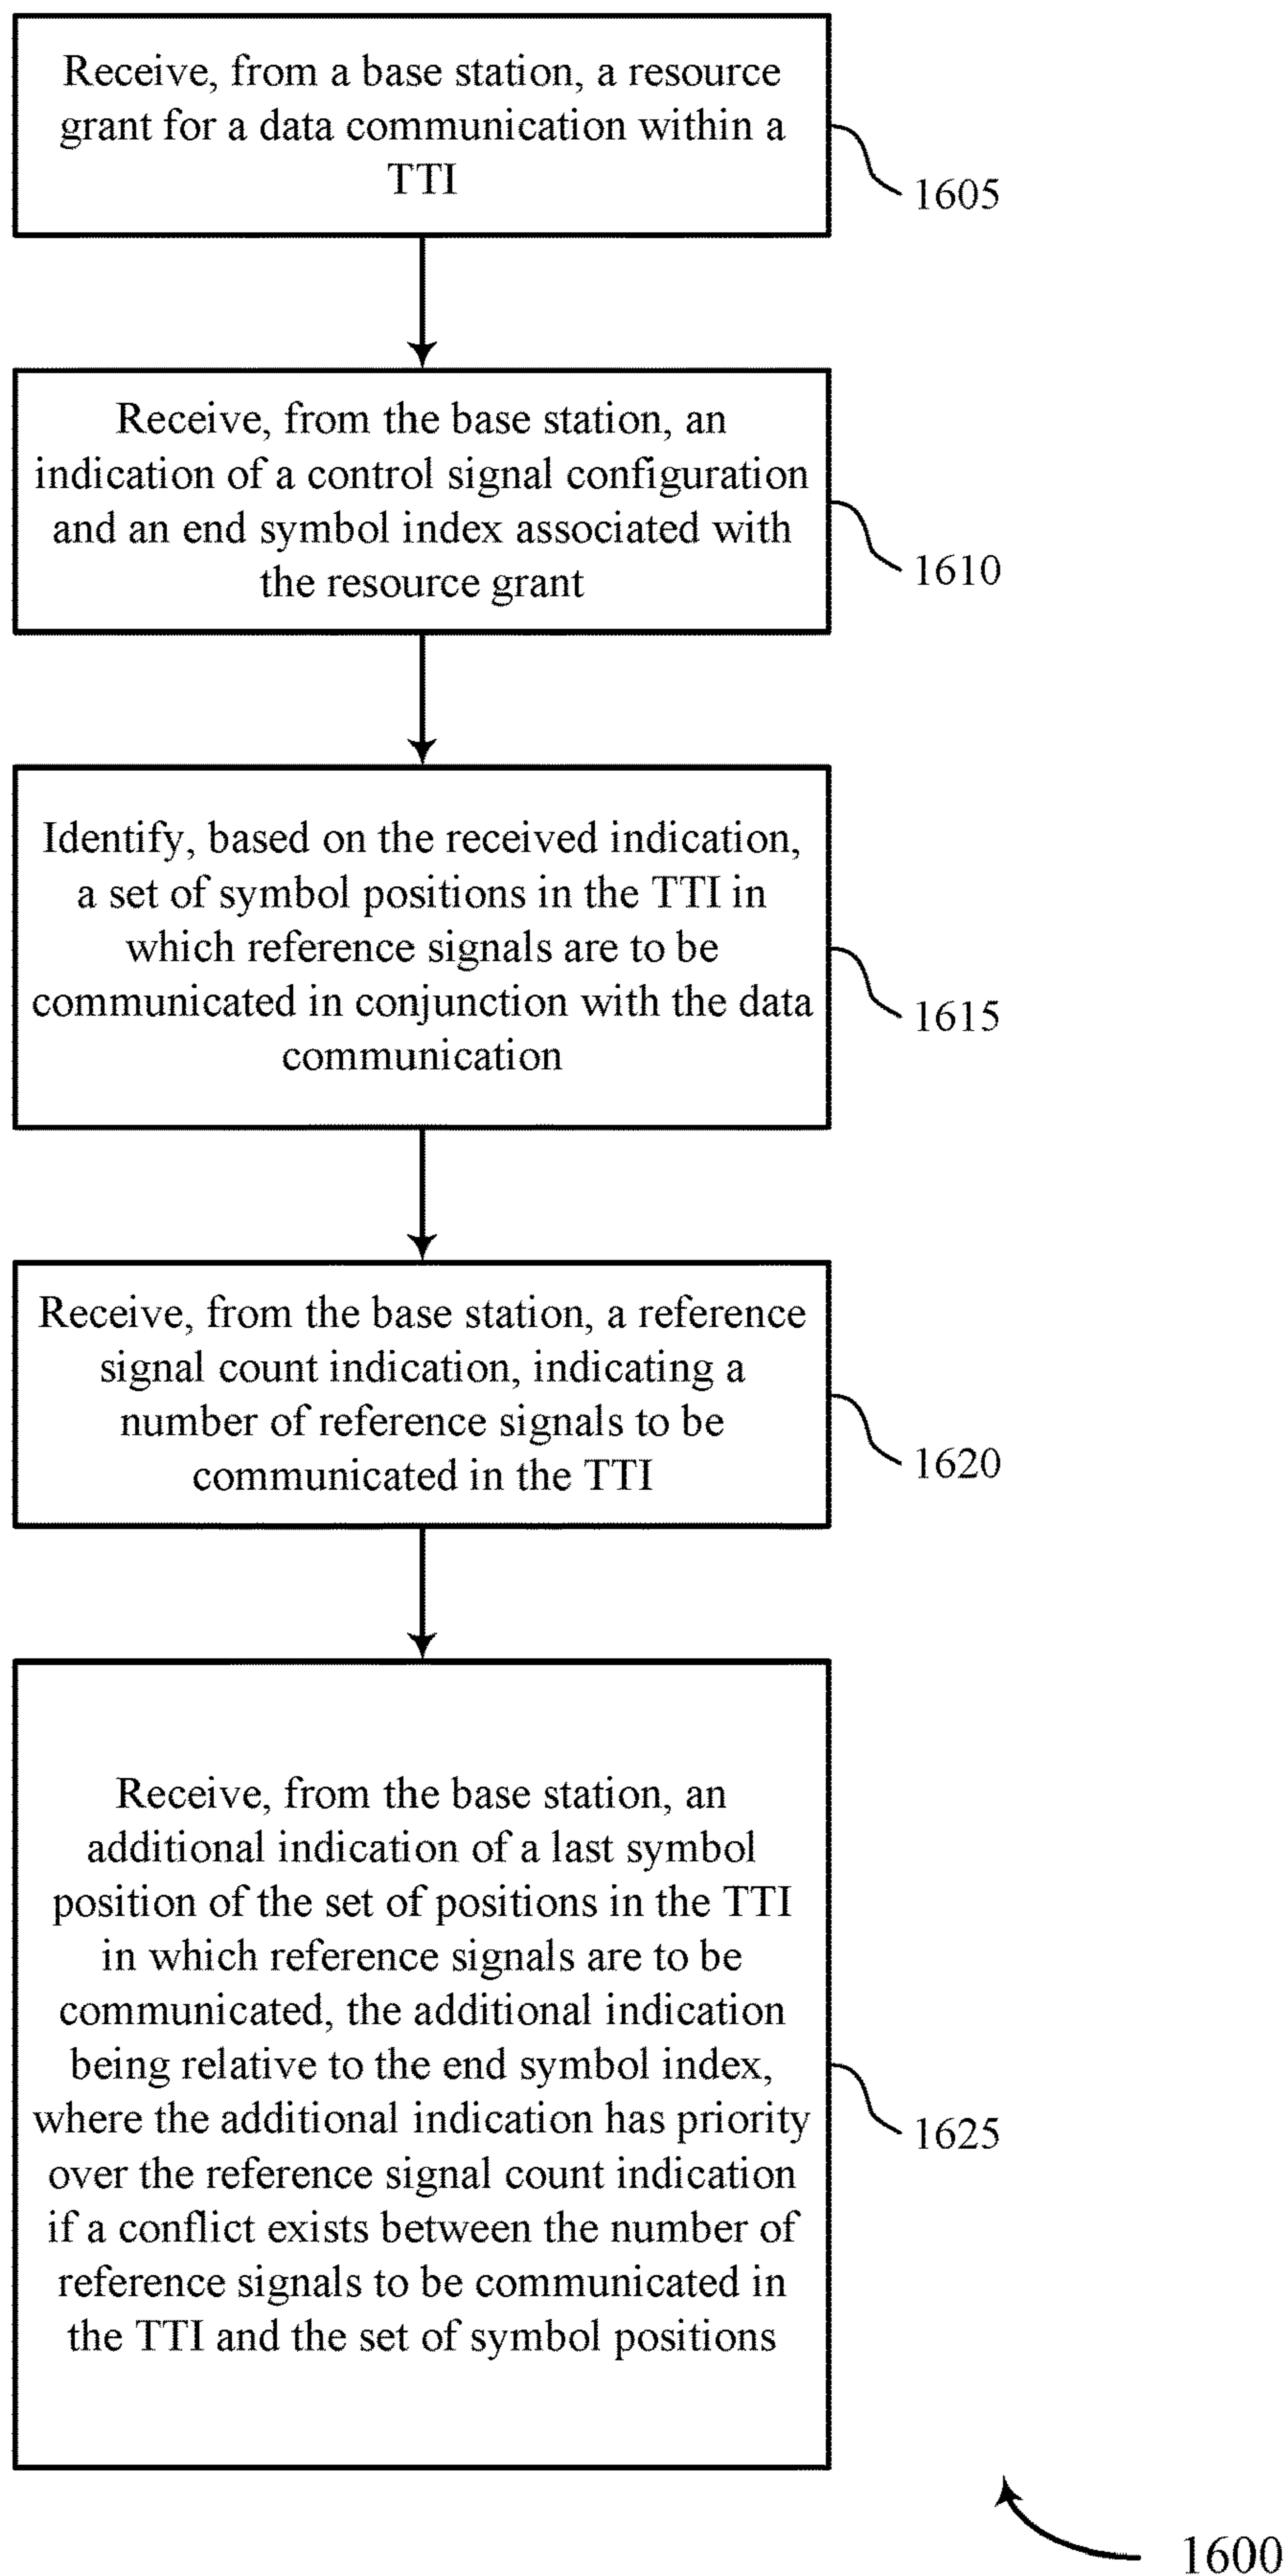 Receive, from a base station, a resource
grant for a data communication within a
TTI
1605
Receive, from the base station, an
indication of a control signal configuration
and an end symbol index associated with
the resource grant
1610
Identify, based on the received indication,
a set of symbol positions in the TTI in
which reference signals are to be
communicated in conjunction with the data
communication
1615
Receive, from the base station, a reference
signal count indication, indicating a
number of reference signals to be
communicated in the TTI
1620
Receive, from the base station, an
additional indication of a last symbol
position of the set of positions in the TTI
in which reference signals are to be
communicated, the additional indication
being relative to the end symbol index,
where the additional indication has priority
over the reference signal count indication
if a conflict exists between the number of
reference signals to be communicated in
the TTI and the set of symbol positions
1625
1600